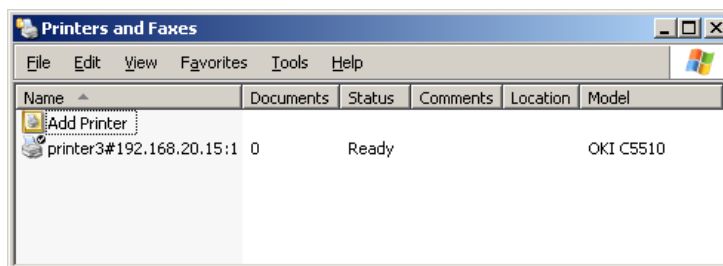 Printers and Faxes
File Edit View Favorites Tools Help
Name Documents Status Comments Location Model
Add Printer
printer3#192.168.20.15:1 0 Ready OKI C5510